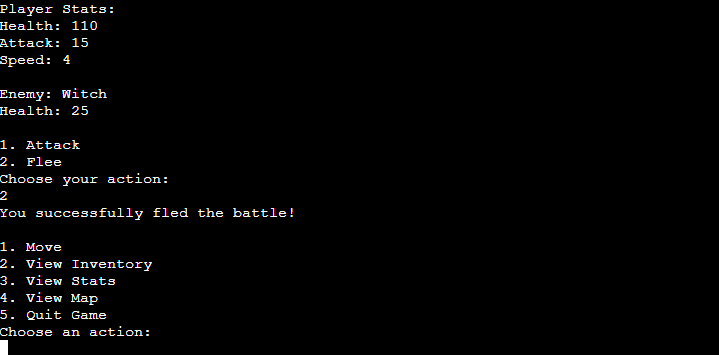 Player Stats:
Health: 110
Attack: 15
Speed: 4
Enemy: Witch
Health: 25
1. Attack
2. Flee
Choose your action:
2
You successfully fled the battle!
1. Move
2. View Inventory
3. View Stats
4. View Map
5. Quit Game
Choose an action: